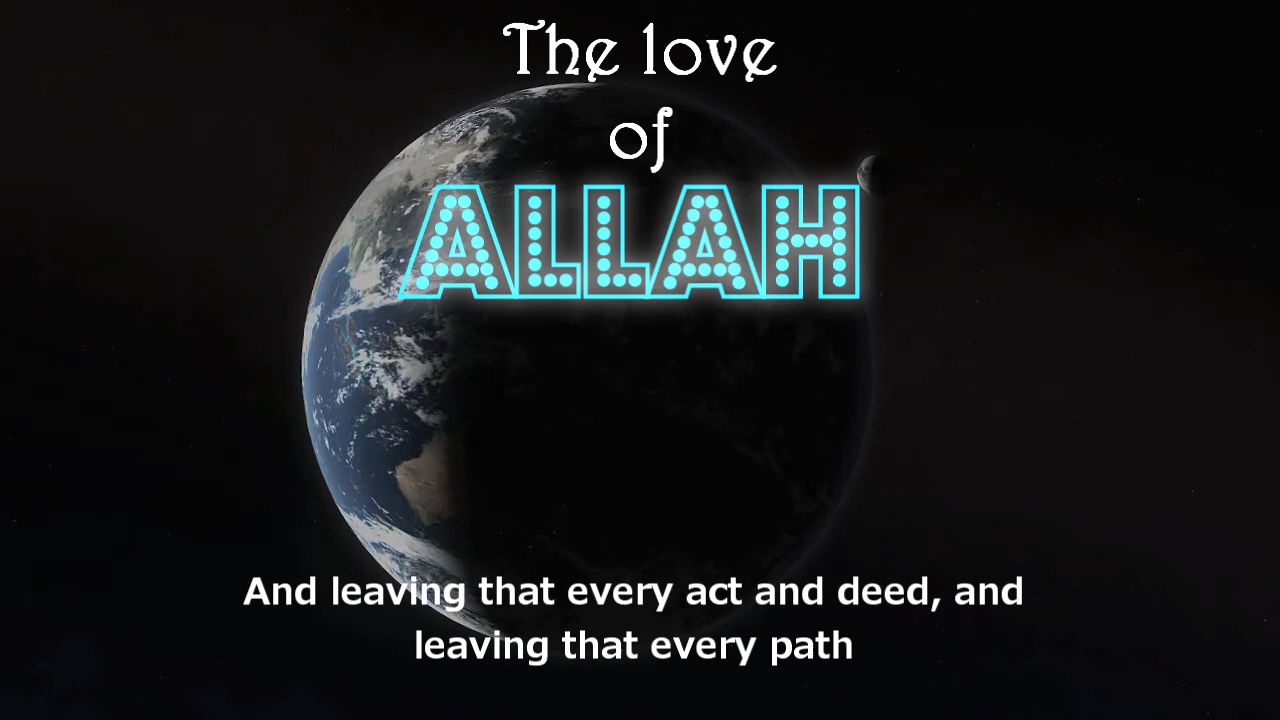 The love
of
ALLAH
And leaving that every act and deed, and
leaving that every path